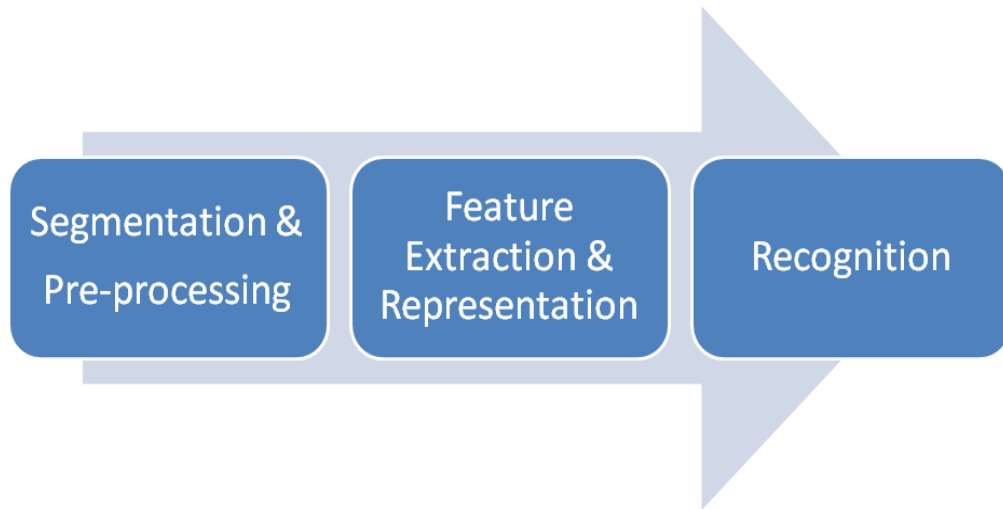 Segmentation &
Pre-processing
Feature
Extraction &
Representation
Recognition